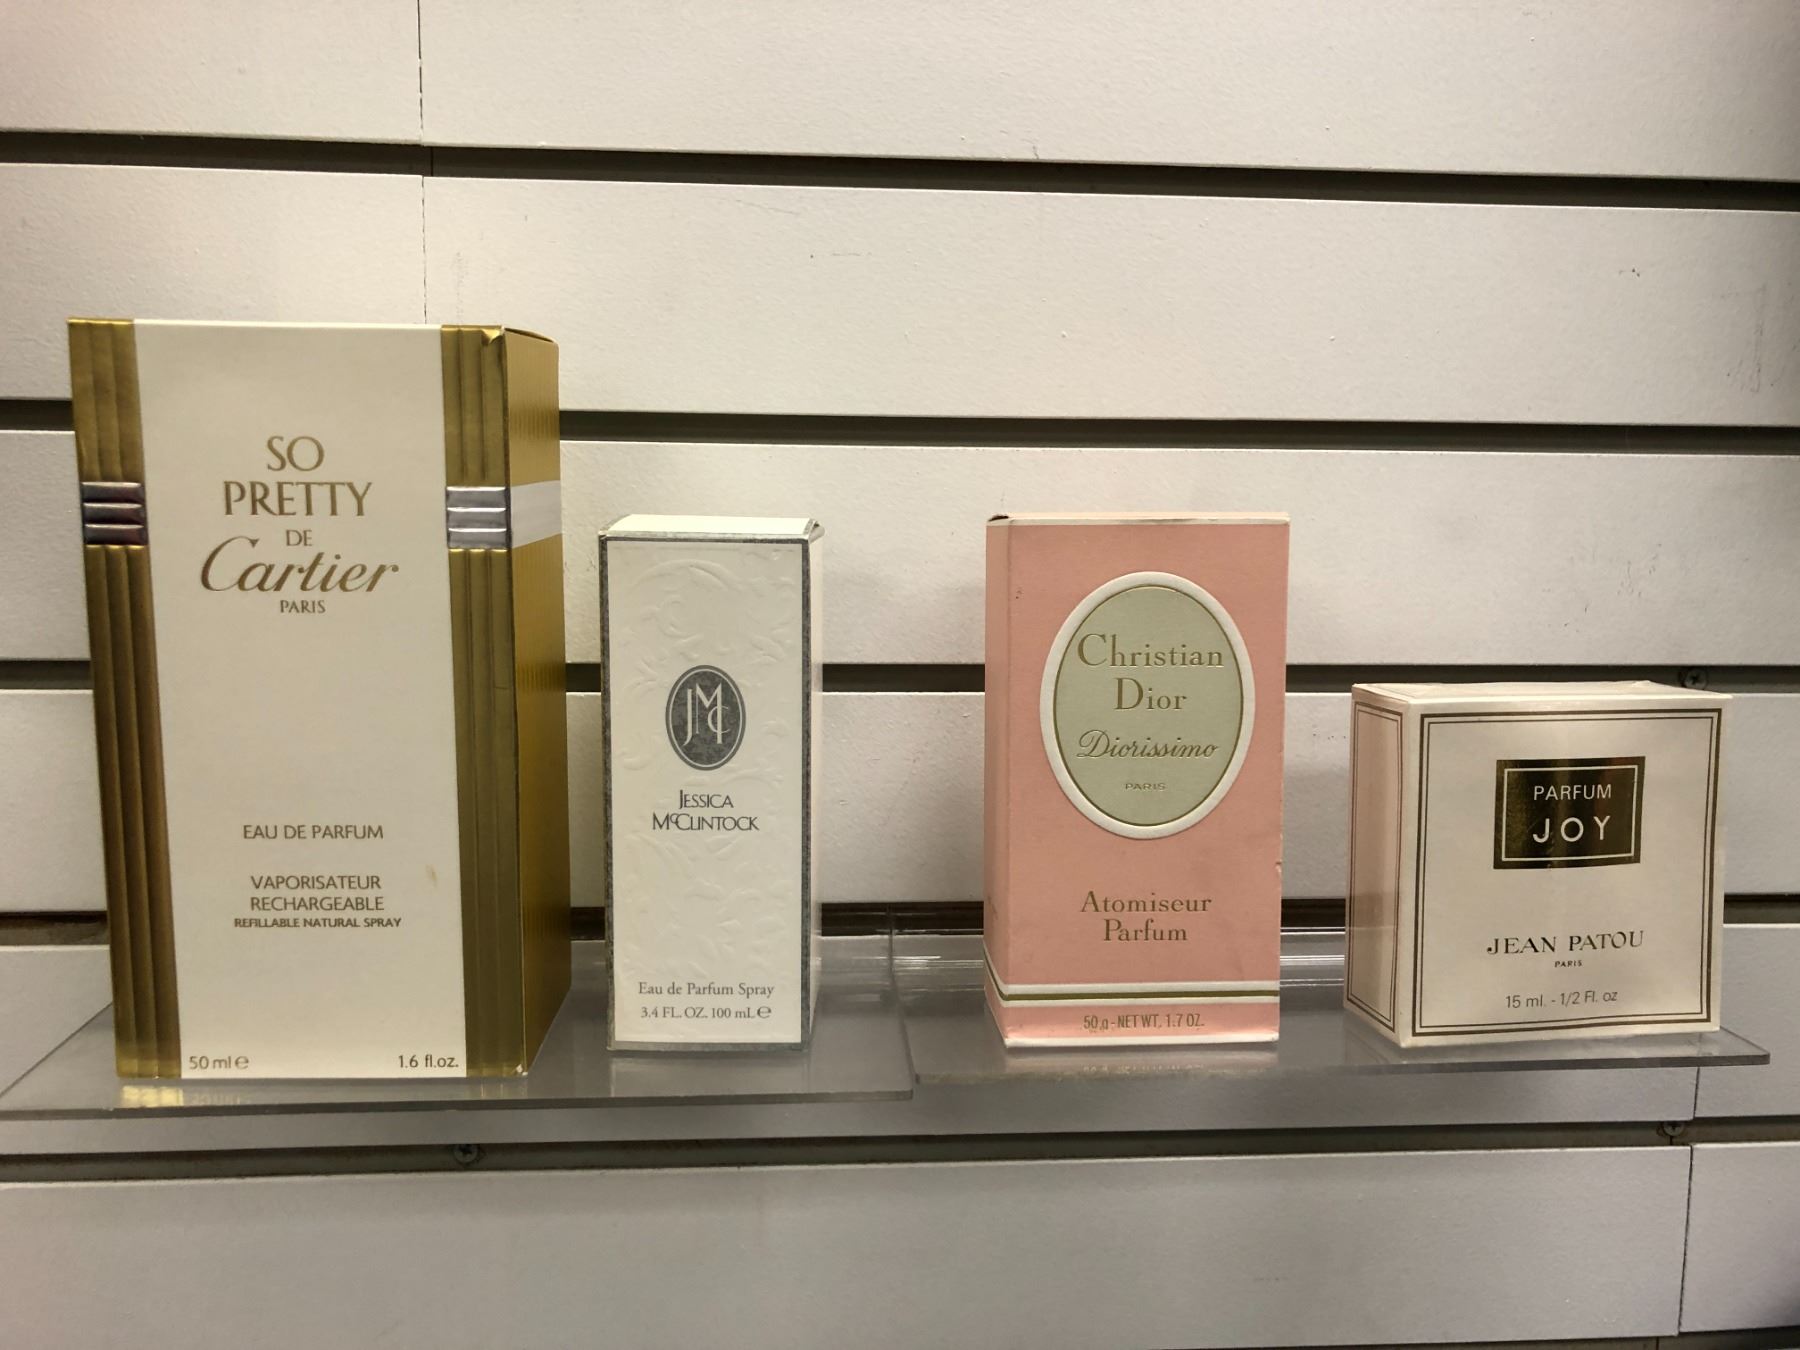 SO
PRETTY
DE
Cartier
PARIS
EAU DE PARFUM
VAPORISATEUR
RECHARGEABLE
REFILLABLE NATURAL SPRAY
50 ml ℮
1.6 fl.oz.
JMC
JESSICA
McCLINTOCK
Eau de Parfum Spray
3.4 FL. OZ. 100 mL ℮
Christian
Dior
Diorissimo
PARIS
Atomiseur
Parfum
50 g - NET WT. 1.7 OZ.
PARFUM
JOY
JEAN PATOU
PARIS
15 ml. - 1/2 Fl. oz